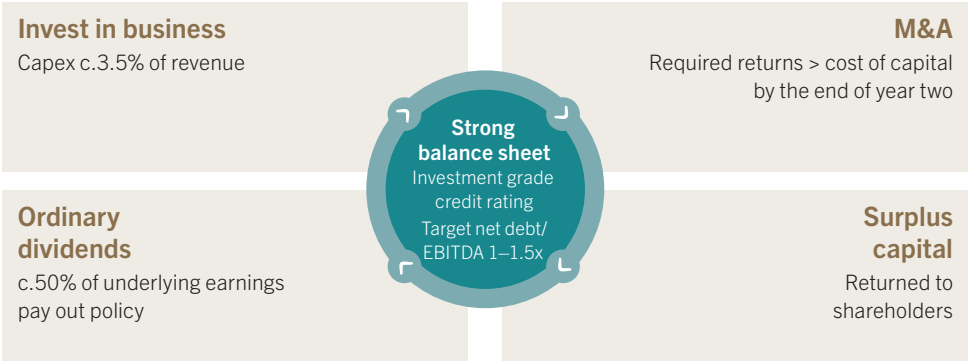 Invest in business
Capex c.3.5% of revenue
M&A
Required returns > cost of capital
by the end of year two
Strong
balance sheet
Investment grade
credit rating
Target net debt/
EBITDA 1–1.5x
Ordinary
dividends
c.50% of underlying earnings
pay out policy
Surplus
capital
Returned to
shareholders